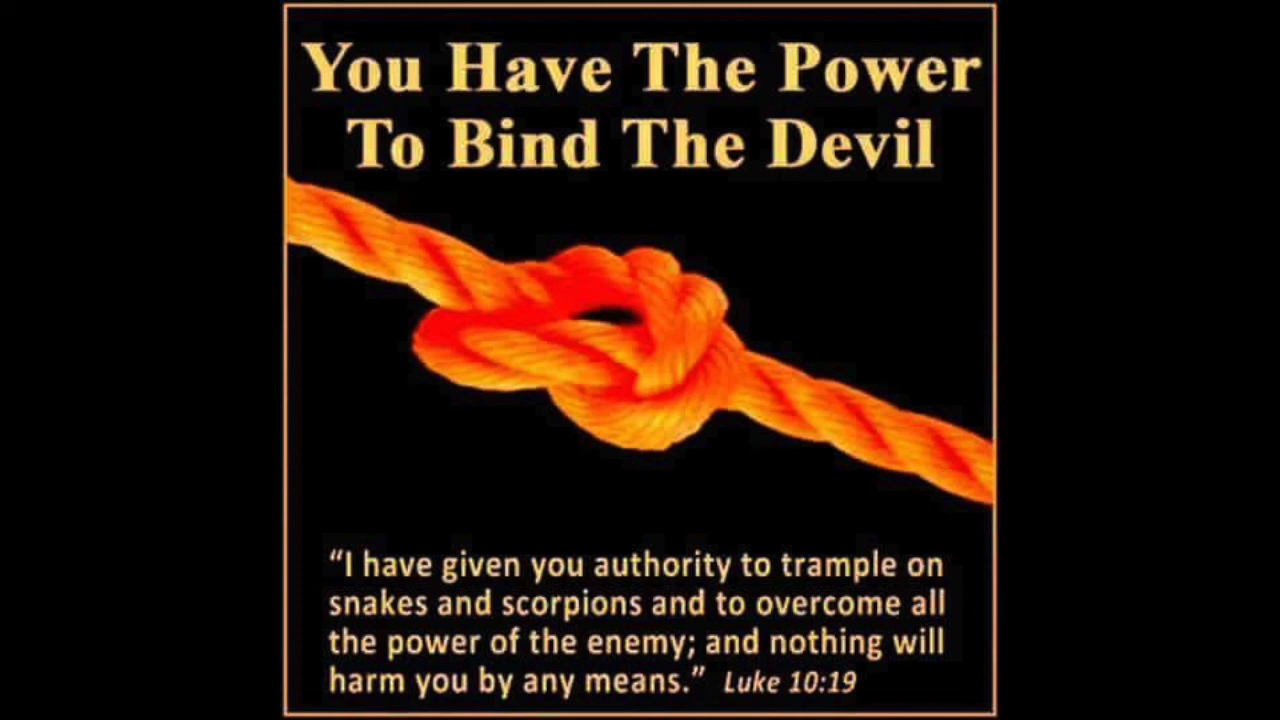 You Have The Power
To Bind The Devil
“I have given you authority to trample on
snakes and scorpions and to overcome all
the power of the enemy; and nothing will
harm you by any means.” Luke 10:19